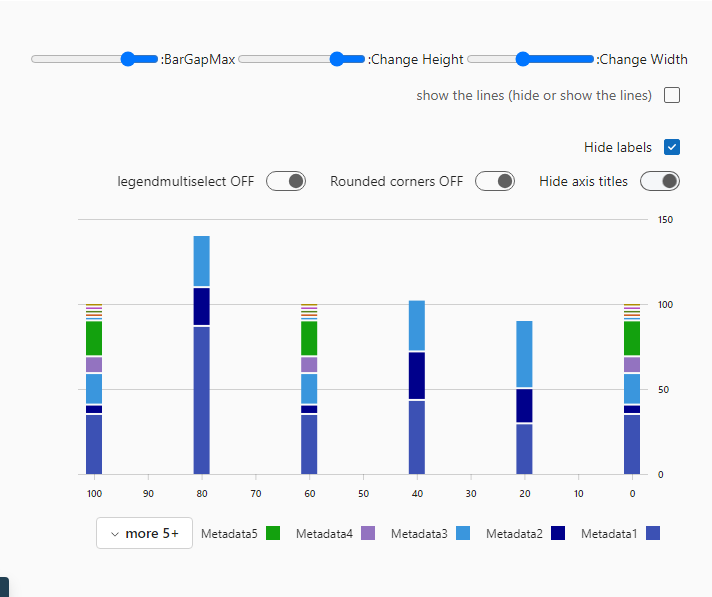 :BarGapMax :Change Height :Change Width
show the lines (hide or show the lines)
Hide labels
legendmultiselect OFF Rounded corners OFF Hide axis titles
150
100
50
0
100 90 80 70 60 50 40 30 20 10 0
more 5+ Metadata5 Metadata4 Metadata3 Metadata2 Metadata1